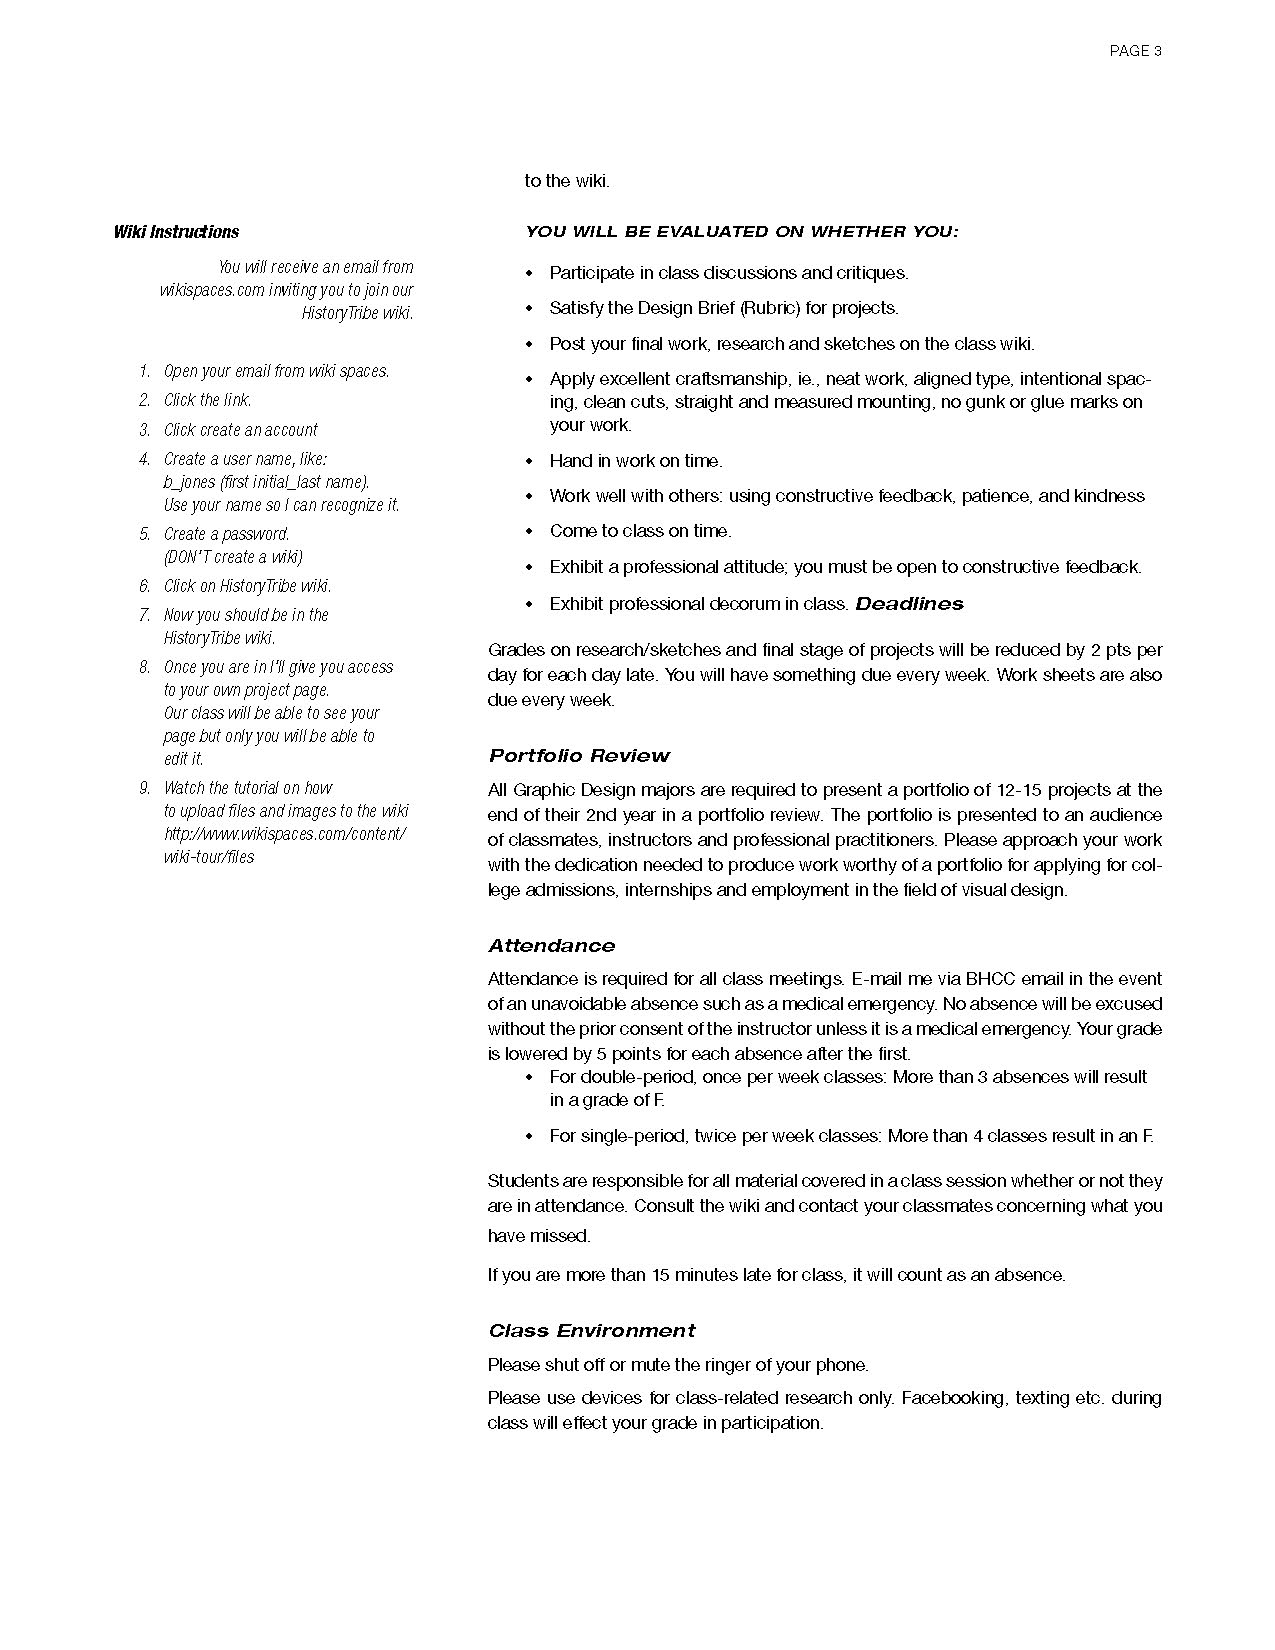 PAGE 3
to the wiki.
Wiki Instructions
You will receive an email from
wikispaces.com inviting you to join our
HistoryTribe wiki.
1. Open your email from wiki spaces.
2. Click the link.
3. Click create an account
4. Create a user name, like:
b_jones (first initial_last name).
Use your name so I can recognize it.
5. Create a password.
(DON'T create a wiki)
6. Click on HistoryTribe wiki.
7. Now you should be in the
HistoryTribe wiki.
8. Once you are in I'll give you access
to your own project page.
Our class will be able to see your
page but only you will be able to
edit it.
9. Watch the tutorial on how
to upload files and images to the wiki
http://www.wikispaces.com/content/
wiki-tour/files
YOU WILL BE EVALUATED ON WHETHER YOU:
• Participate in class discussions and critiques.
• Satisfy the Design Brief (Rubric) for projects.
• Post your final work, research and sketches on the class wiki.
• Apply excellent craftsmanship, ie., neat work, aligned type, intentional spac-
ing, clean cuts, straight and measured mounting, no gunk or glue marks on
your work.
• Hand in work on time.
• Work well with others: using constructive feedback, patience, and kindness
• Come to class on time.
• Exhibit a professional attitude; you must be open to constructive feedback.
• Exhibit professional decorum in class. Deadlines
Grades on research/sketches and final stage of projects will be reduced by 2 pts per
day for each day late. You will have something due every week. Work sheets are also
due every week.
Portfolio Review
All Graphic Design majors are required to present a portfolio of 12-15 projects at the
end of their 2nd year in a portfolio review. The portfolio is presented to an audience
of classmates, instructors and professional practitioners. Please approach your work
with the dedication needed to produce work worthy of a portfolio for applying for col-
lege admissions, internships and employment in the field of visual design.
Attendance
Attendance is required for all class meetings. E-mail me via BHCC email in the event
of an unavoidable absence such as a medical emergency. No absence will be excused
without the prior consent of the instructor unless it is a medical emergency. Your grade
is lowered by 5 points for each absence after the first.
• For double-period, once per week classes: More than 3 absences will result
in a grade of F.
• For single-period, twice per week classes: More than 4 classes result in an F.
Students are responsible for all material covered in a class session whether or not they
are in attendance. Consult the wiki and contact your classmates concerning what you
have missed.
If you are more than 15 minutes late for class, it will count as an absence.
Class Environment
Please shut off or mute the ringer of your phone.
Please use devices for class-related research only. Facebooking, texting etc. during
class will effect your grade in participation.